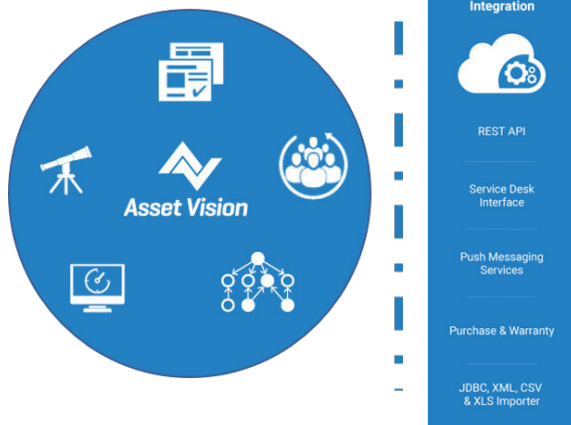 Asset Vision
Integration
REST API
Service Desk
Interface
Push Messaging
Services
Purchase & Warranty
JDBC, XML, CSV
& XLS Importer